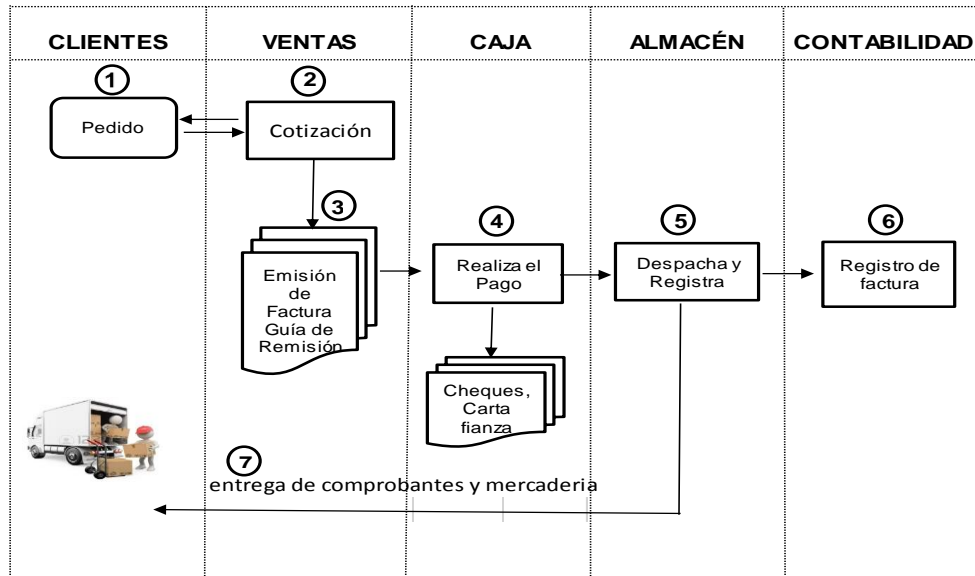 CLIENTES
VENTAS
CAJA
ALMACÉN
CONTABILIDAD
1
Pedido
2
Cotización
3
Emisión
de
Factura
Guía de
Remisión
4
Realiza el
Pago
Cheques,
Carta
fianza
5
Despacha y
Registra
6
Registro de
factura
7
entrega de comprobantes y mercaderia